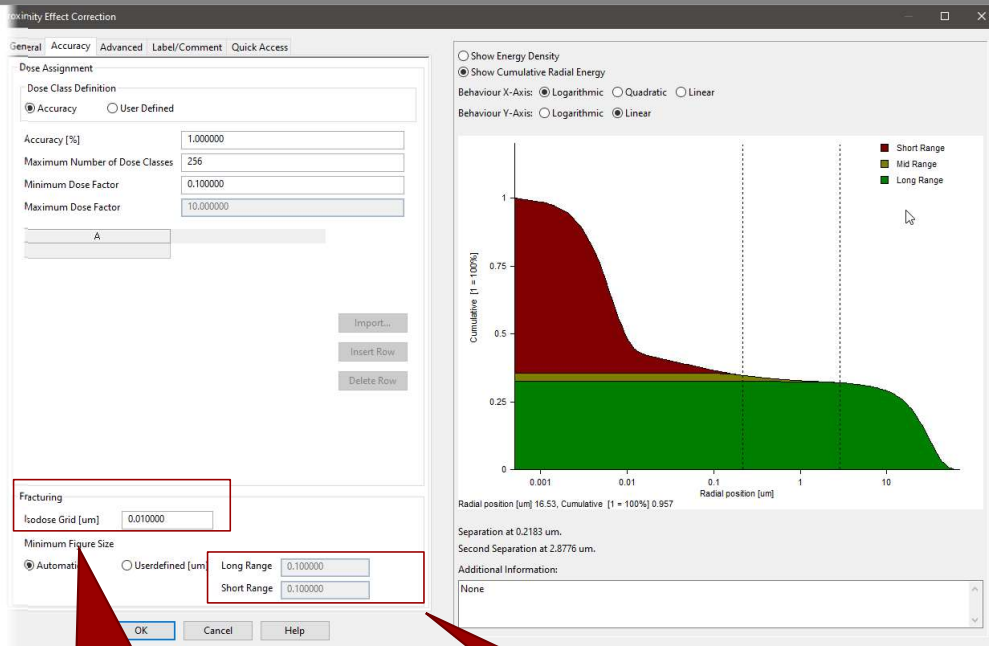 oximity Effect Correction
General Accuracy Advanced Label/Comment Quick Access
Dose Assignment
Dose Class Definition
Accuracy User Defined
Accuracy [%] 1.000000
Maximum Number of Dose Classes 256
Minimum Dose Factor 0.100000
Maximum Dose Factor 10.000000
A
Import...
Insert Row
Delete Row
Fracturing
Isodose Grid [um] 0.010000
Minimum Figure Size
Automati Userdefined [um] Long Range 0.100000
Short Range 0.100000
OK Cancel Help
Show Energy Density
Show Cumulative Radial Energy
Behaviour X-Axis: Logarithmic Quadratic Linear
Behaviour Y-Axis: Logarithmic Linear
Short Range
Mid Range
Long Range
Cumulative [1 = 100%]
1
0.75
0.5
0.25
0
0.001 0.01 0.1 1 10
Radial position [um]
Radial position [um] 16.53, Cumulative [1 = 100%] 0.957
Separation at 0.2183 um.
Second Separation at 2.8776 um.
Additional Information:
None